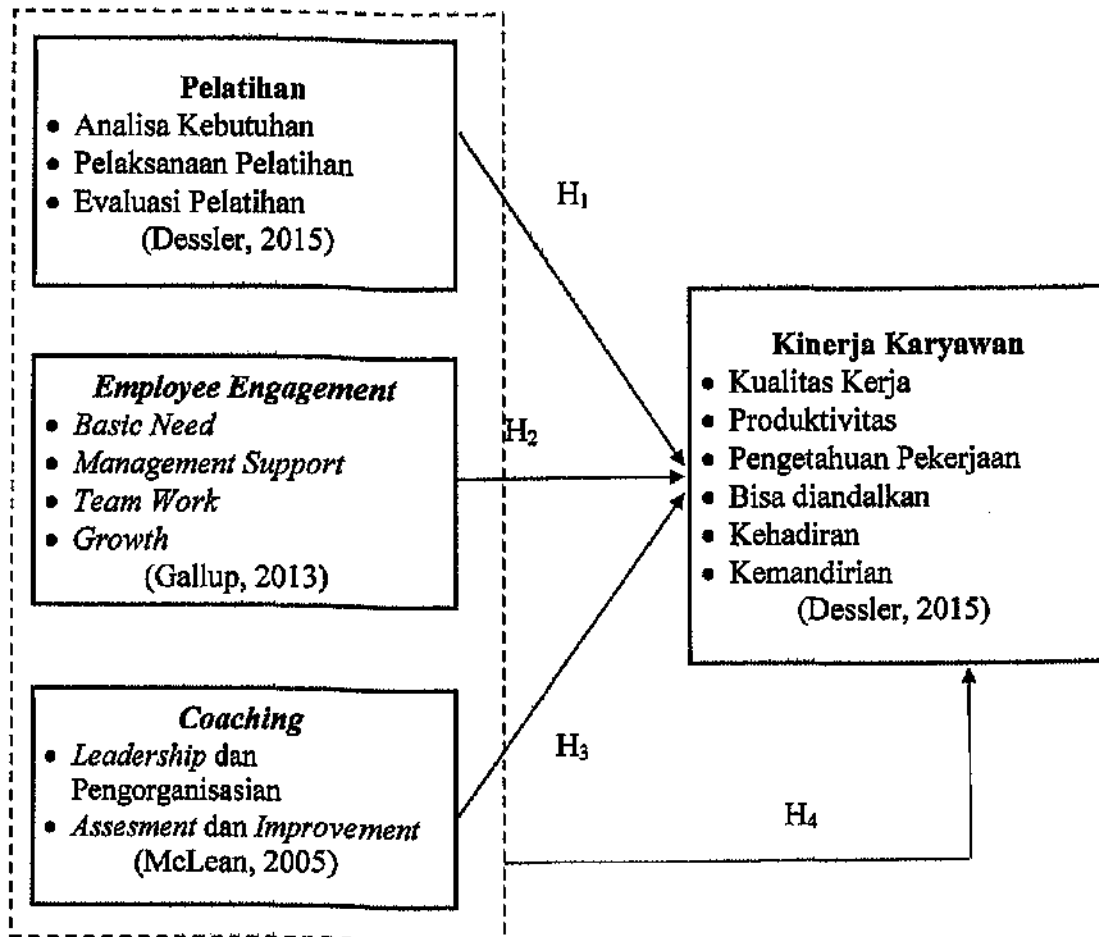 Pelatihan
• Analisa Kebutuhan
• Pelaksanaan Pelatihan
• Evaluasi Pelatihan
(Dessler, 2015)
H1
Employee Engagement
• Basic Need
• Management Support
• Team Work
• Growth
(Gallup, 2013)
H2
Coaching
• Leadership dan
Pengorganisasian
• Assesment dan Improvement
(McLean, 2005)
H3
Kinerja Karyawan
• Kualitas Kerja
• Produktivitas
• Pengetahuan Pekerjaan
• Bisa diandalkan
• Kehadiran
• Kemandirian
(Dessler, 2015)
H4